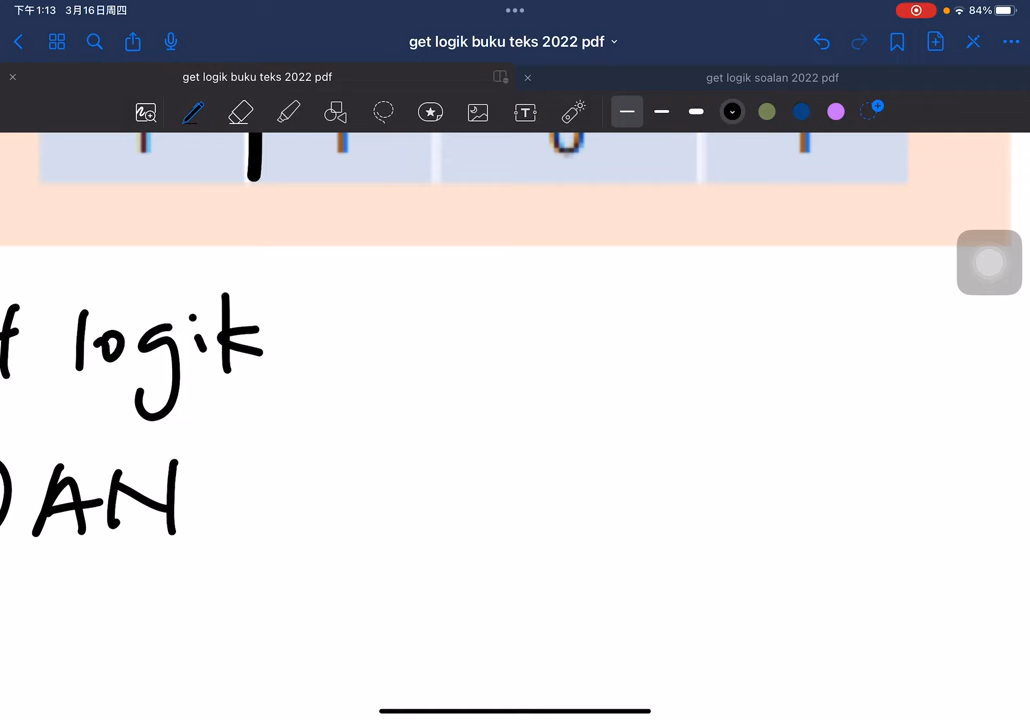 下午1:13 3月16日周四 84%
get logik buku teks 2022 pdf
get logik buku teks 2022 pdf get logik soalan 2022 pdf
logik
DAN